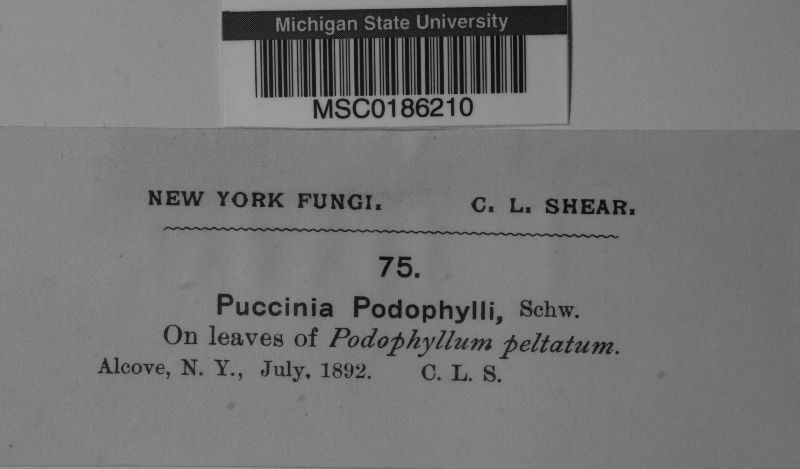 Michigan State University
MSC0186210
NEW YORK FUNGI. C. L. SHEAR.
75.
Puccinia Podophylli, Schw.
On leaves of Podophyllum peltatum.
Alcove, N. Y., July, 1892. C. L. S.